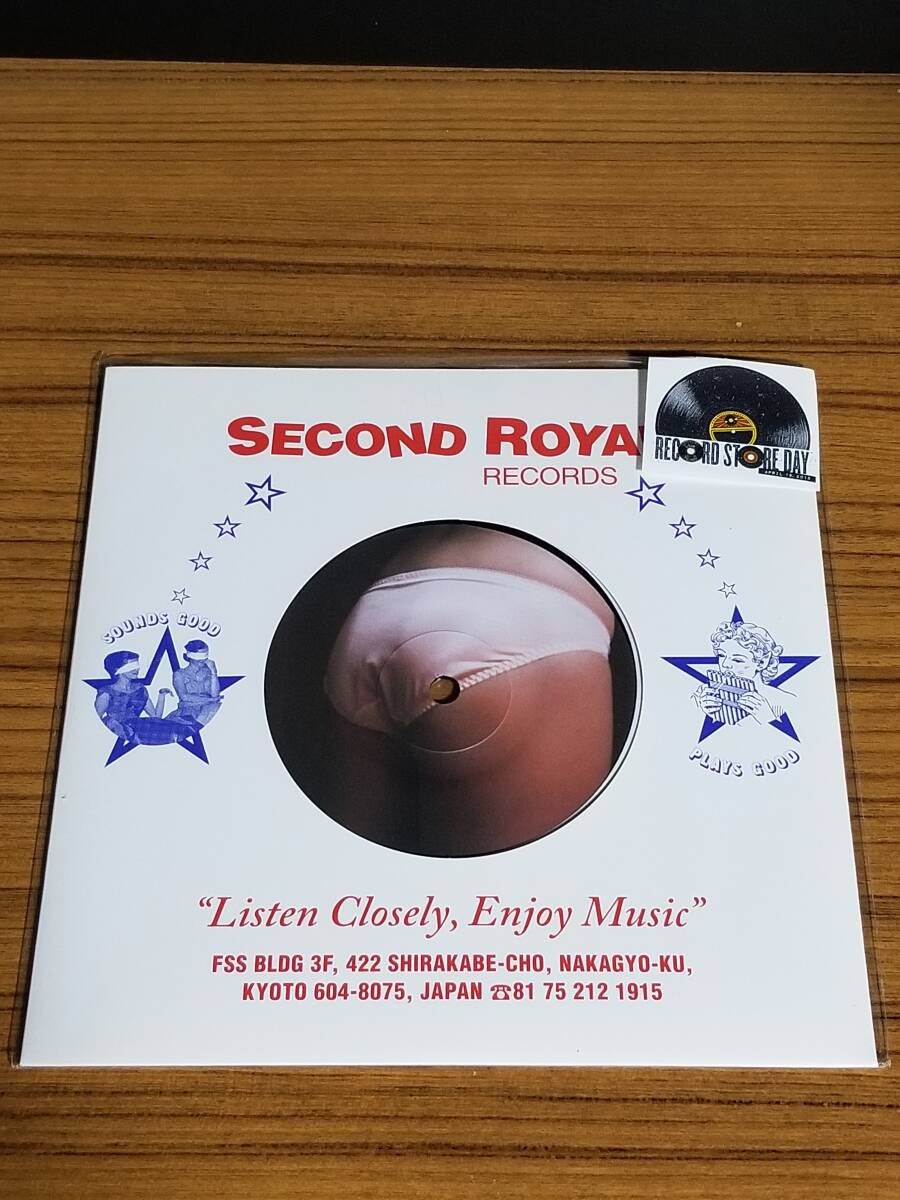 SECOND ROYA
RECORDS
RECORD STORE DAY
SOUNDS GOOD
PLAYS GOOD
“Listen Closely, Enjoy Music”
FSS BLDG 3F, 422 SHIRAKABE-CHO, NAKAGYO-KU,
KYOTO 604-8075, JAPAN ☎81 75 212 1915